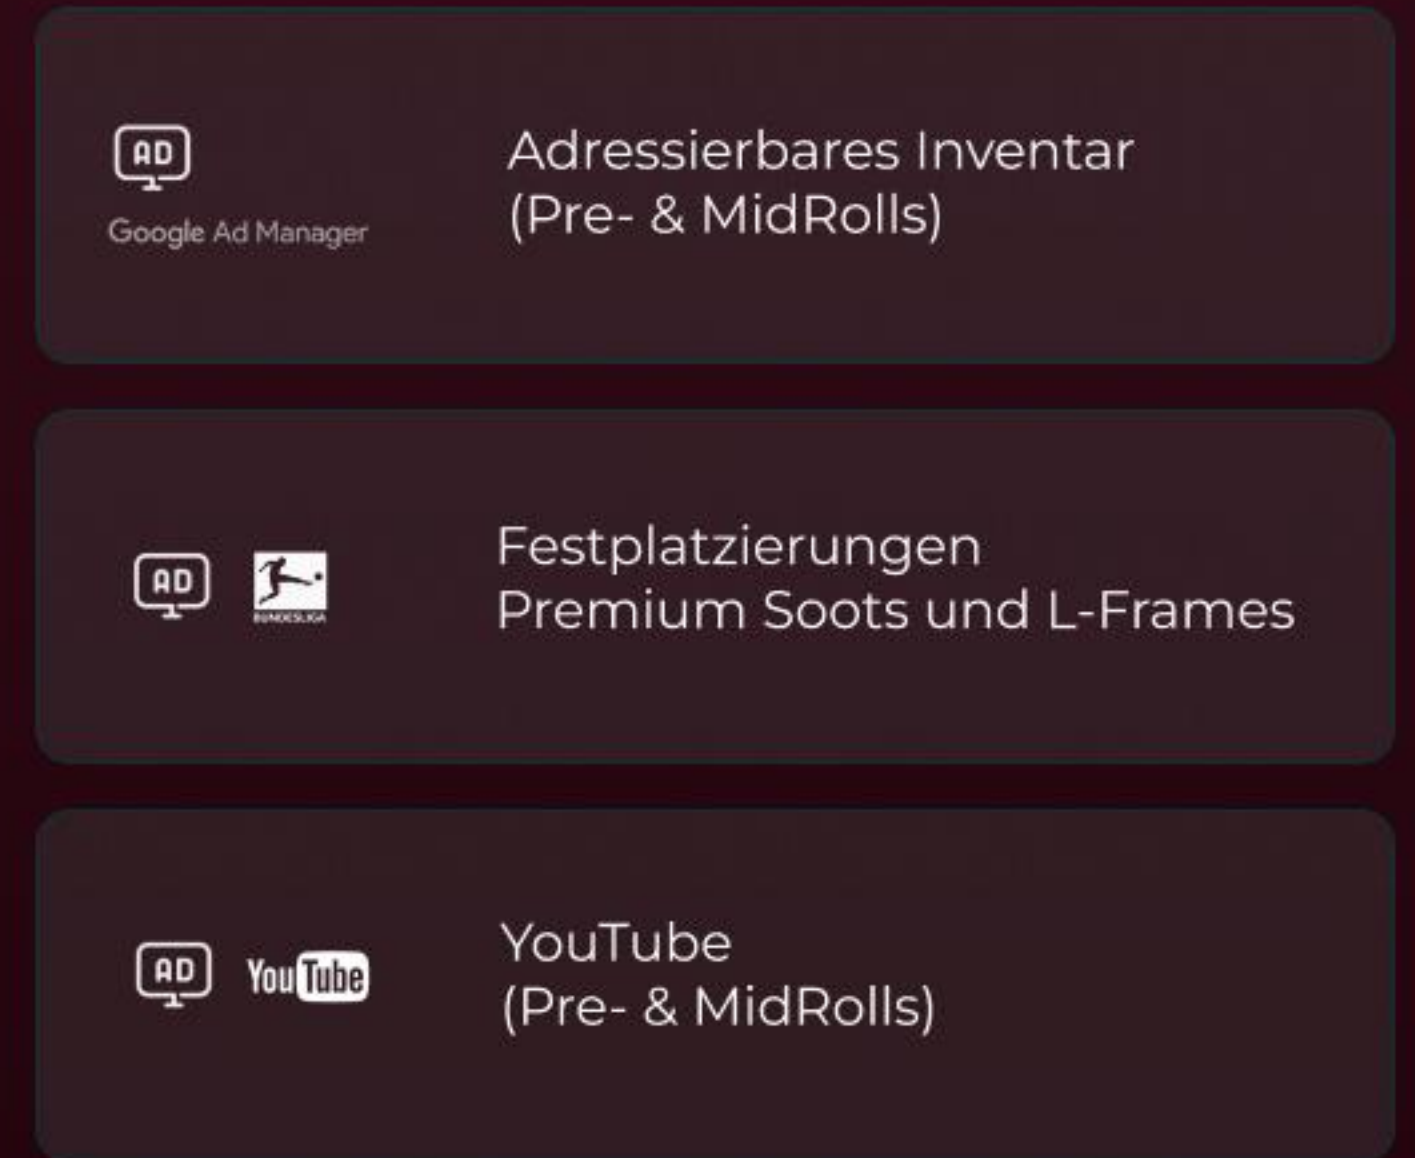 AD
Google Ad Manager
Adressierbares Inventar
(Pre- & MidRolls)
AD
BUNDESLIGA
Festplatzierungen
Premium Soots und L-Frames
AD
YouTube
YouTube
(Pre- & MidRolls)